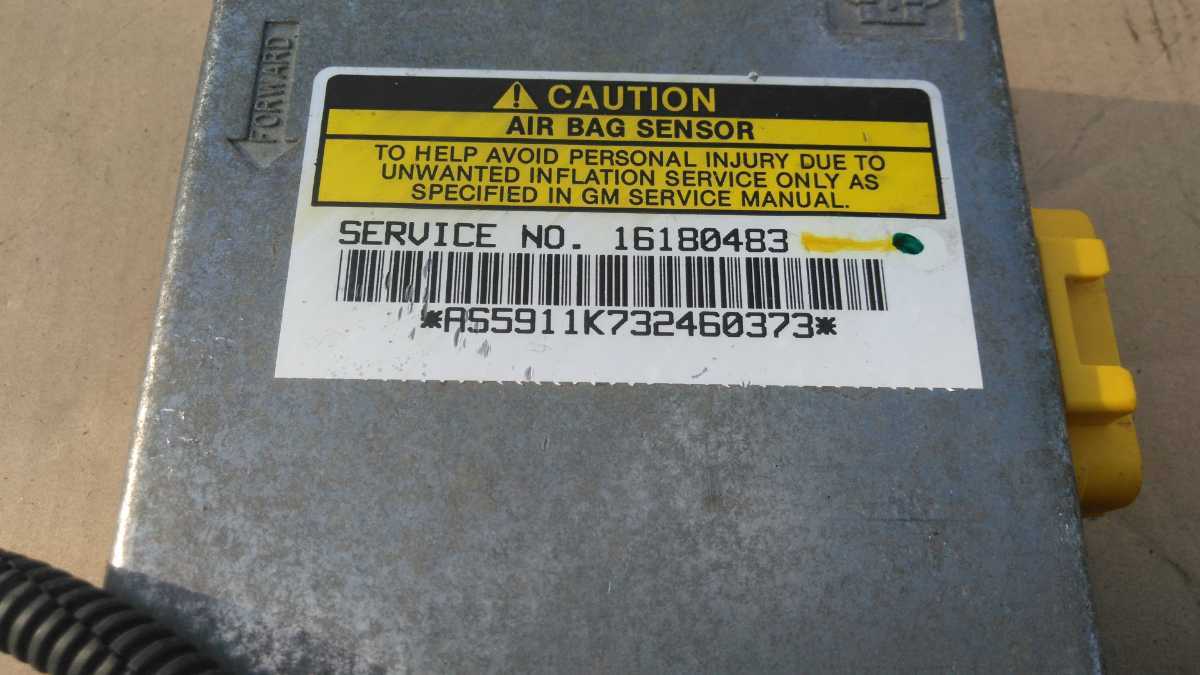 FORWARD
CAUTION
AIR BAG SENSOR
TO HELP AVOID PERSONAL INJURY DUE TO
UNWANTED INFLATION SERVICE ONLY AS
SPECIFIED IN GM SERVICE MANUAL.
SERVICE NO. 16180483
*AS5911K732460373*